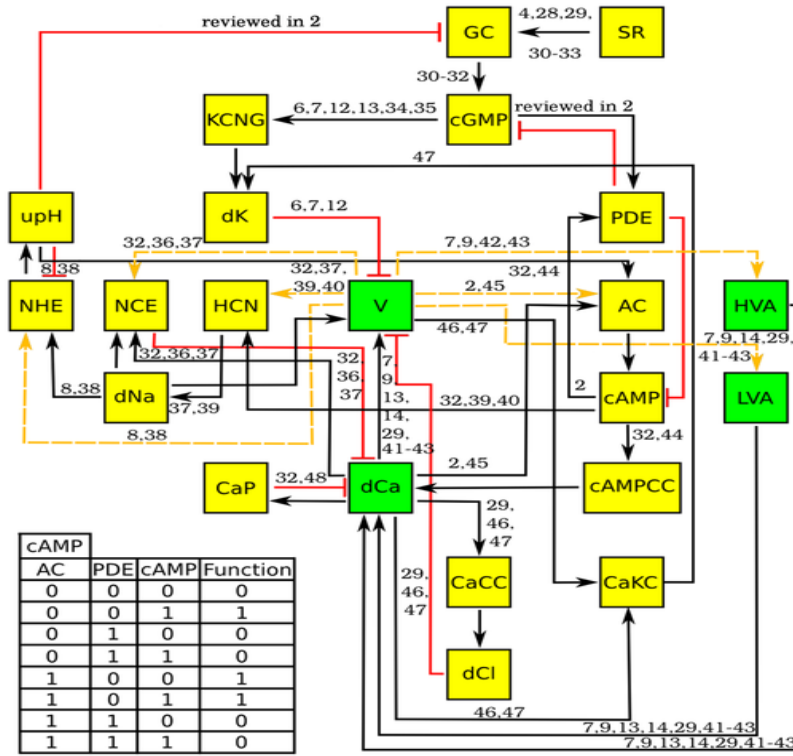 reviewed in 2
GC
4,28,29,
30-33
SR
30-32
KCNG
6,7,12,13,34,35
cGMP
reviewed in 2
47
upH
dK
6,7,12
PDE
32,36,37
32,37,
39,40
7,9,42,43
32,44
8,38
NHE
NCE
HCN
V
2,45
AC
HVA
46,47
7,9,14,29,
41-43
32,36,37
32,
36,
37
7,
9,
13,
14,
29,
41-43
8,38
dNa
37,39
32,39,40
2
cAMP
LVA
8,38
32,44
CaP
32,48
dCa
2,45
cAMPCC
29,
46,
47
29,
46,
47
CaCC
CaKC
dCl
46,47
7,9,13,14,29,41-43
7,9,13,14,29,41-43
cAMP
AC PDE cAMP Function
0 0 0 0
0 0 1 1
0 1 0 0
0 1 1 0
1 0 0 1
1 0 1 1
1 1 0 0
1 1 1 0